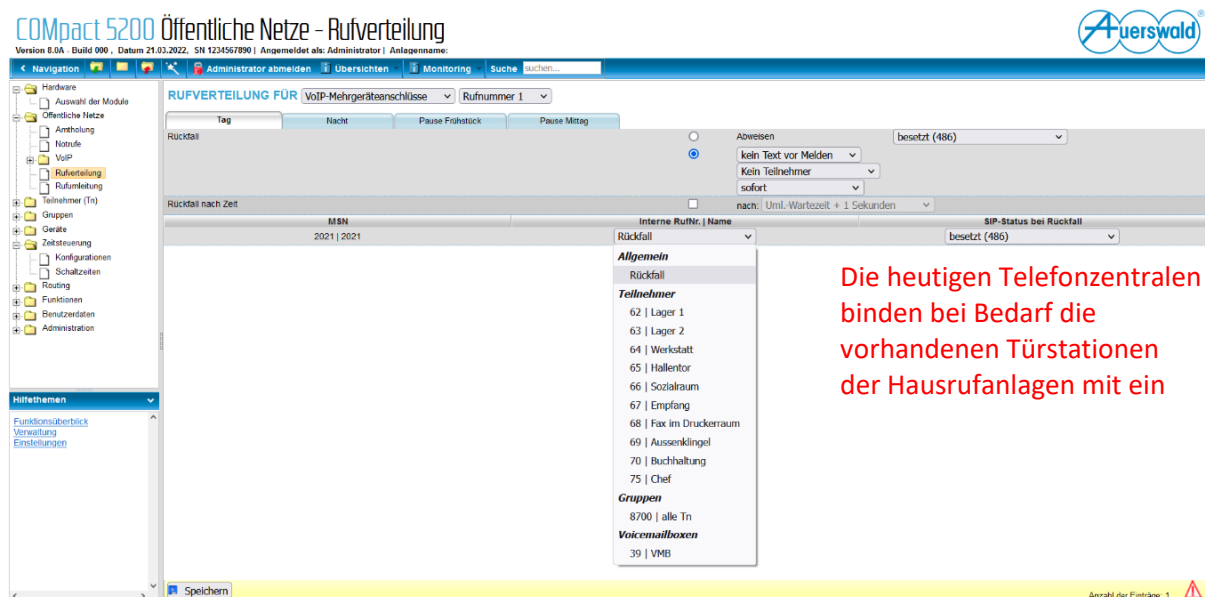 COMpact 5200 Öffentliche Netze - Rufverteilung
Auerswald®
Version 8.0A - Build 000 , Datum 21.03.2022, SN 1234567890 | Angemeldet als: Administrator | Anlagenname:
< Navigation Administrator abmelden Übersichten Monitoring Suche suchen...
Hardware
Auswahl der Module
Öffentliche Netze
Amtholung
Notrufe
VoIP
Rufverteilung
Rufumleitung
Teilnehmer (Tn)
Gruppen
Geräte
Zeitsteuerung
Konfigurationen
Schaltzeiten
Routing
Funktionen
Benutzerdaten
Administration
Hilfethemen
Funktionsüberblick
Verwaltung
Einstellungen
RUFVERTEILUNG FÜR VoIP-Mehrgeräteanschlüsse Rufnummer 1
Tag Nacht Pause Frühstück Pause Mittag
Rückfall Abweisen besetzt (486)
kein Text vor Melden
Kein Teilnehmer
sofort
Rückfall nach Zeit nach: Uml.-Wartezeit + 1 Sekunden
MSN Interne RufNr. | Name SIP-Status bei Rückfall
2021 | 2021 Rückfall besetzt (486)
Allgemein
Rückfall
Teilnehmer
62 | Lager 1
63 | Lager 2
64 | Werkstatt
65 | Hallentor
66 | Sozialraum
67 | Empfang
68 | Fax im Druckerraum
69 | Aussenklingel
70 | Buchhaltung
75 | Chef
Gruppen
8700 | alle Tn
Voicemailboxen
39 | VMB
Die heutigen Telefonzentralen
binden bei Bedarf die
vorhandenen Türstationen
der Hausrufanlagen mit ein
Speichern
Anzahl der Einträge: 1